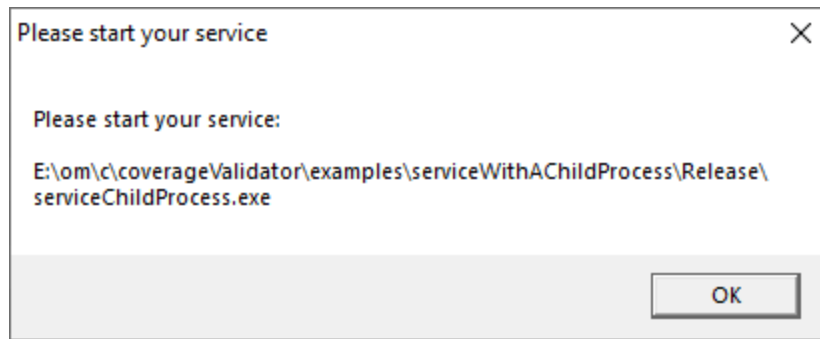 Please start your service
Please start your service:
E:\om\c\coverageValidator\examples\serviceWithAChildProcess\Release\
serviceChildProcess.exe
OK